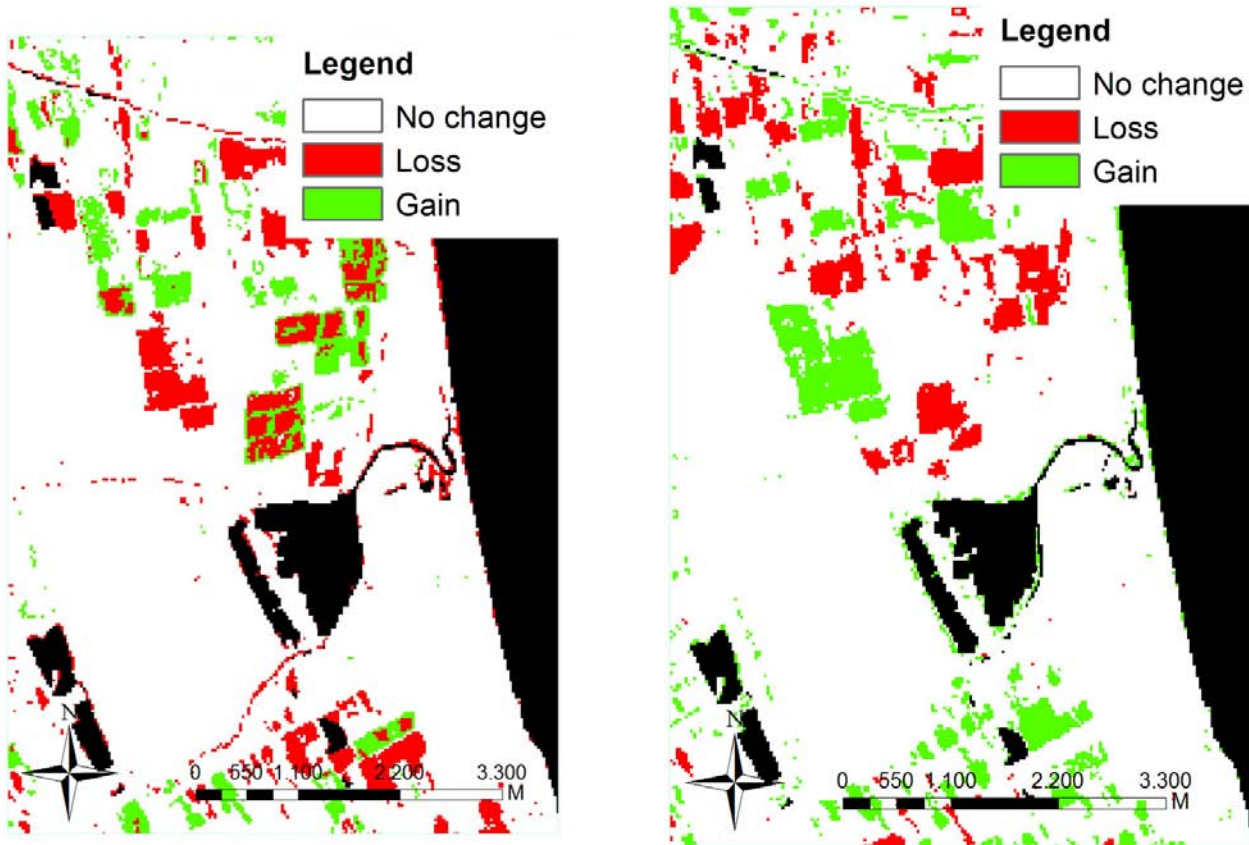 Legend
No change
Loss
Gain
N
0 550 1.100 2.200 3.300
M
Legend
No change
Loss
Gain
N
0 550 1.100 2.200 3.300
M